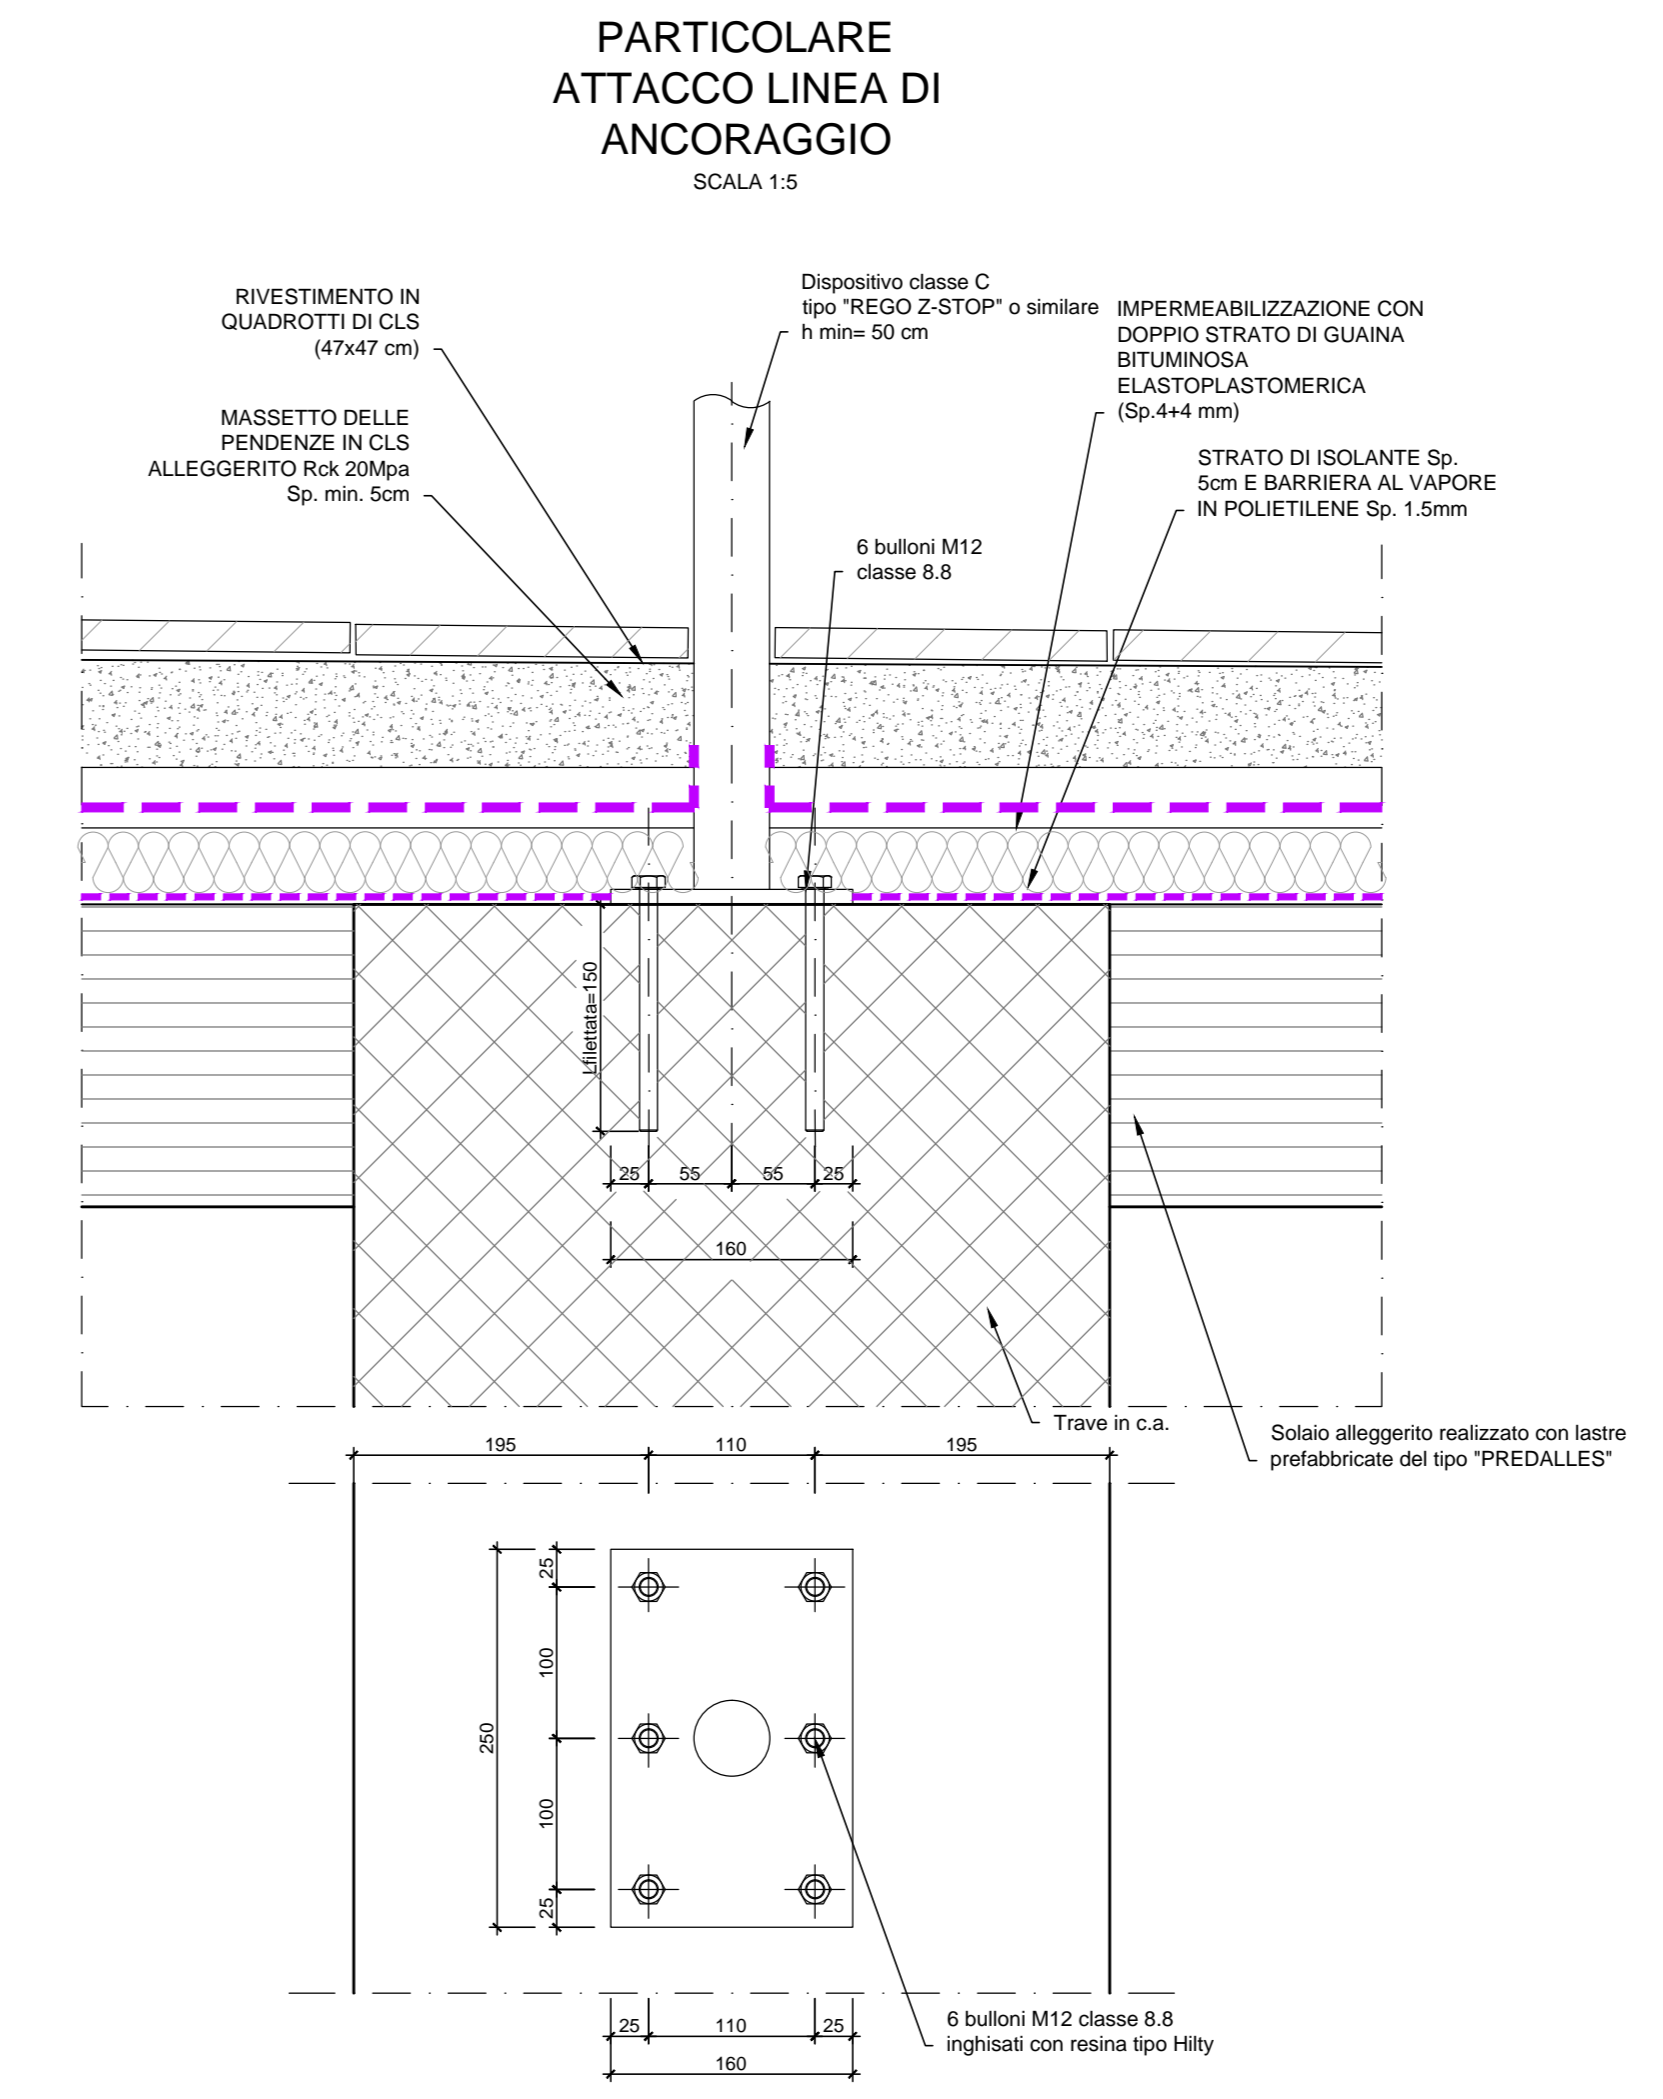 PARTICOLARE
ATTACCO LINEA DI
ANCORAGGIO
SCALA 1:5
RIVESTIMENTO IN
QUADROTTI DI CLS
(47x47 cm)
Dispositivo classe C
tipo "REGO Z-STOP" o similare
h min= 50 cm
IMPERMEABILIZZAZIONE CON
DOPPIO STRATO DI GUAINA
BITUMINOSA
ELASTOPLASTOMERICA
(Sp.4+4 mm)
MASSETTO DELLE
PENDENZE IN CLS
ALLEGGERITO Rck 20Mpa
Sp. min. 5cm
STRATO DI ISOLANTE Sp.
5cm E BARRIERA AL VAPORE
IN POLIETILENE Sp. 1.5mm
6 bulloni M12
classe 8.8
Lfilettata=150
25
55
55
25
160
Trave in c.a.
Solaio alleggerito realizzato con lastre
prefabbricate del tipo "PREDALLES"
195
110
195
25
100
250
100
25
25
110
25
160
6 bulloni M12 classe 8.8
inghisati con resina tipo Hilty